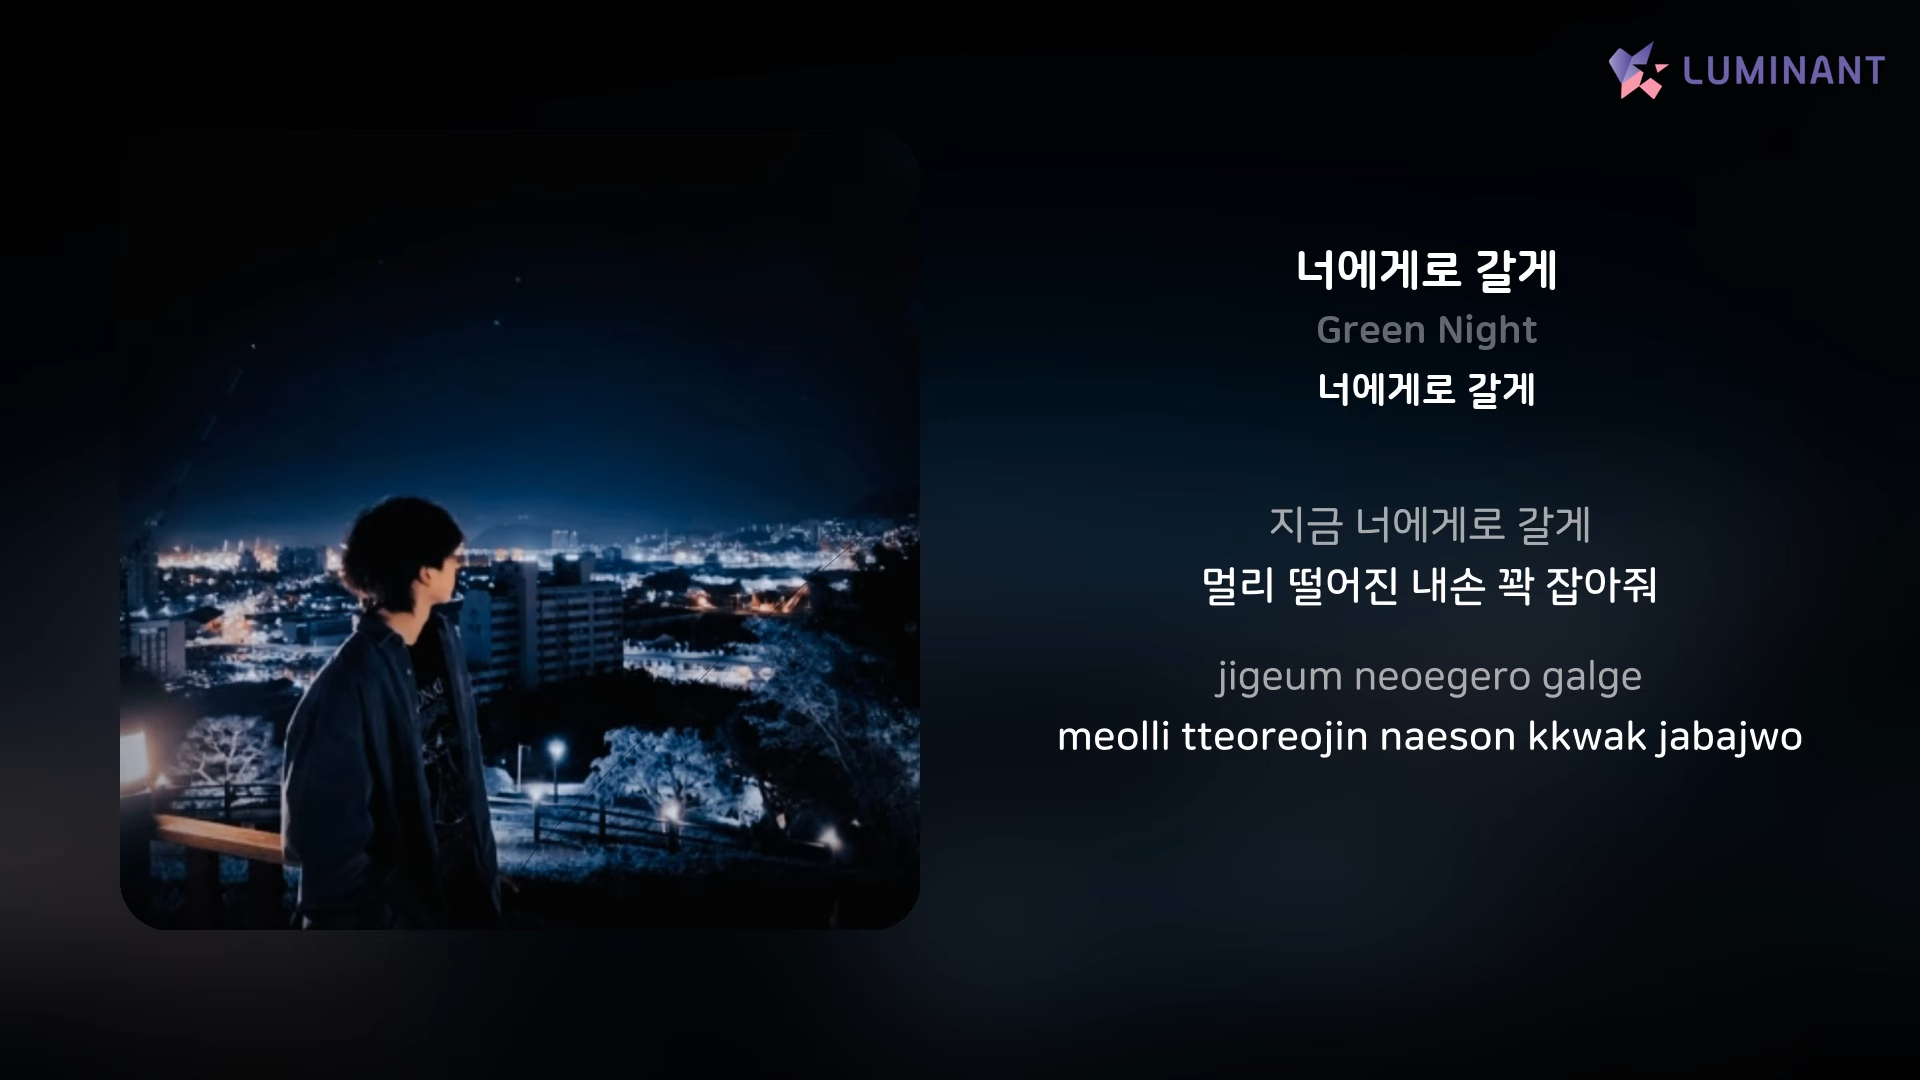 LUMINANT
너에게로 갈게
Green Night
너에게로 갈게
지금 너에게로 갈게
멀리 떨어진 내손 꽉 잡아줘
jigeum neoegero galge
meolli tteoreojin naeson kkwak jabajwo